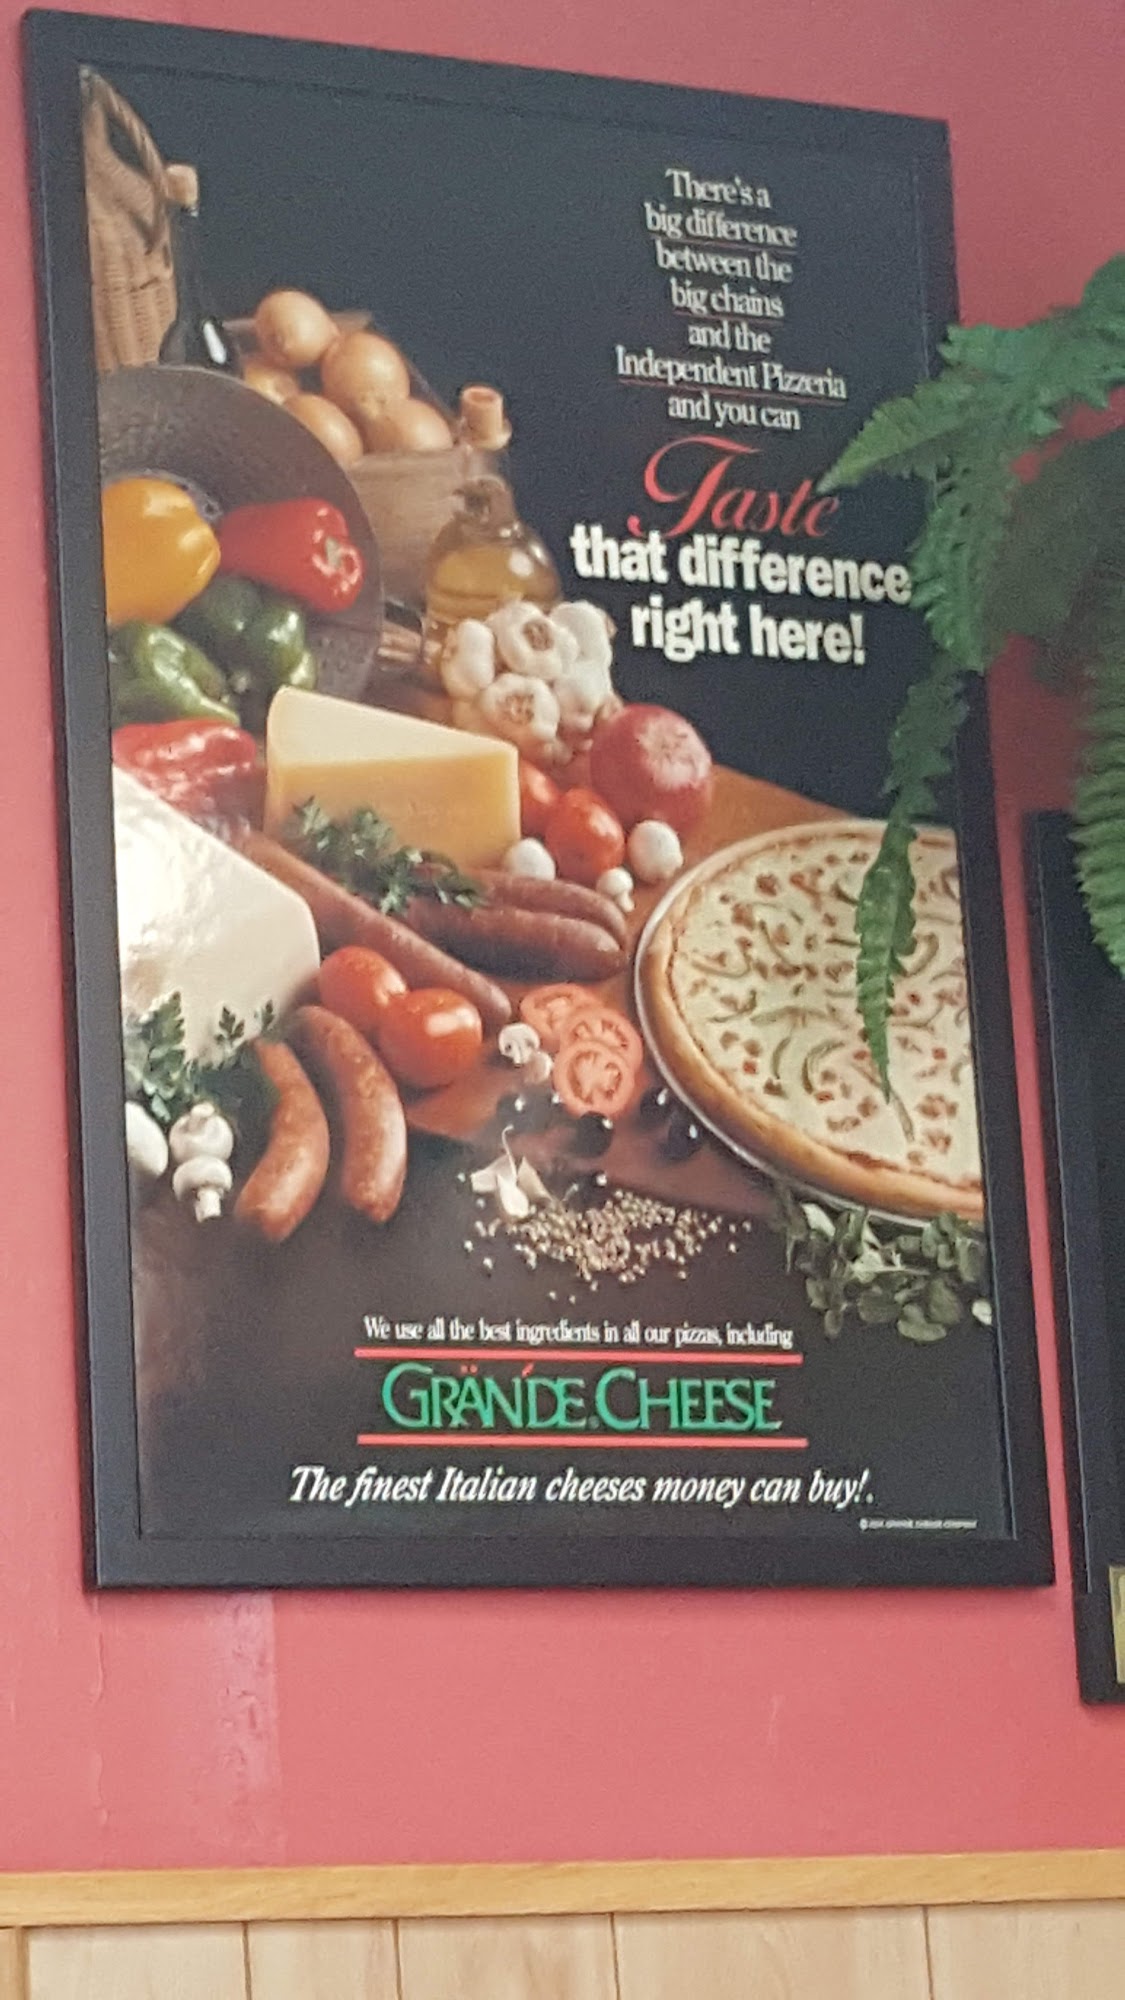 There's a
big difference
between the
big chains
and the
Independent Pizzeria
and you can
Taste
that difference
right here!
We use all the best ingredients in all our pizzas, including
GRANDE CHEESE
The finest Italian cheeses money can buy!.